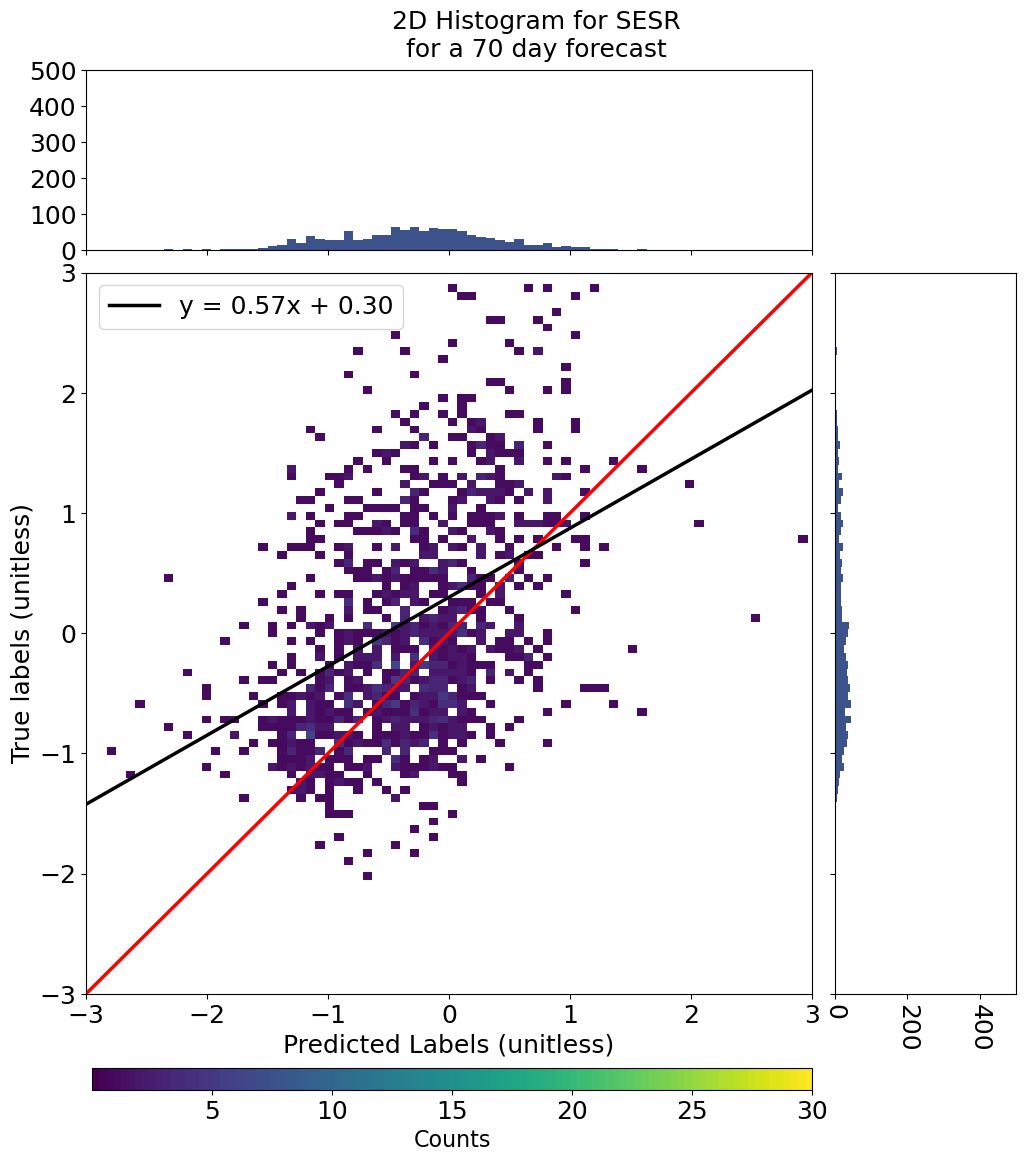 2D Histogram for SESR
for a 70 day forecast
500
400
300
200
100
0
3
2
1
0
−1
−2
−3
True labels (unitless)
y = 0.57x + 0.30
−3 −2 −1 0 1 2 3
Predicted Labels (unitless)
0 200 400
5 10 15 20 25 30
Counts